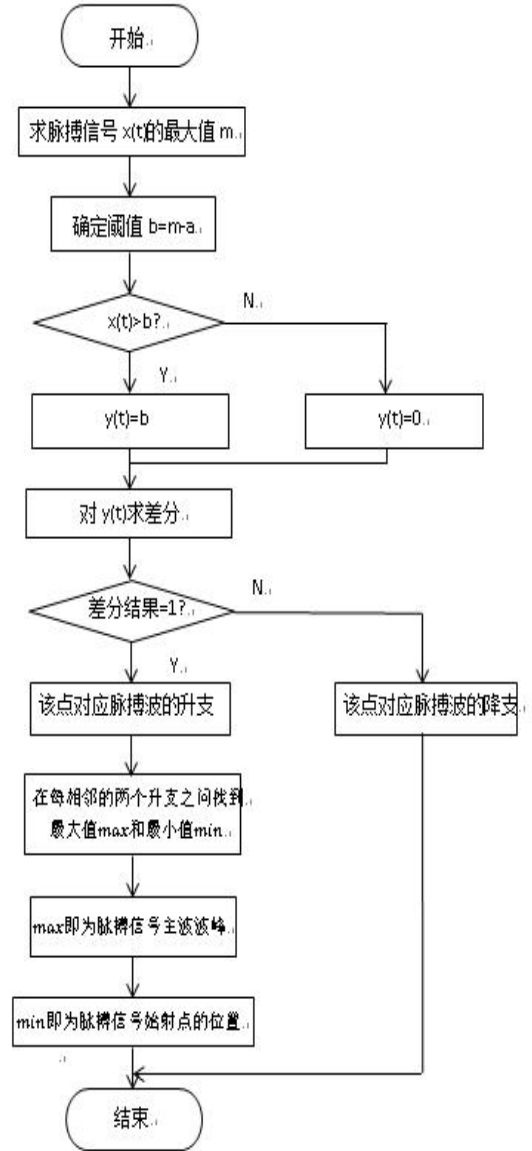 开始
求脉搏信号 x(t)的最大值 m
确定阈值 b=m-a
x(t)>b?
N
Y
y(t)=b
y(t)=0
对 y(t)求差分
差分结果=1?
N
Y
该点对应脉搏波的升支
该点对应脉搏波的降支
在每相邻的两个升支之间找到
最大值max和最小值min
max即为脉搏信号主波波峰
min即为脉搏信号始射点的位置
结束